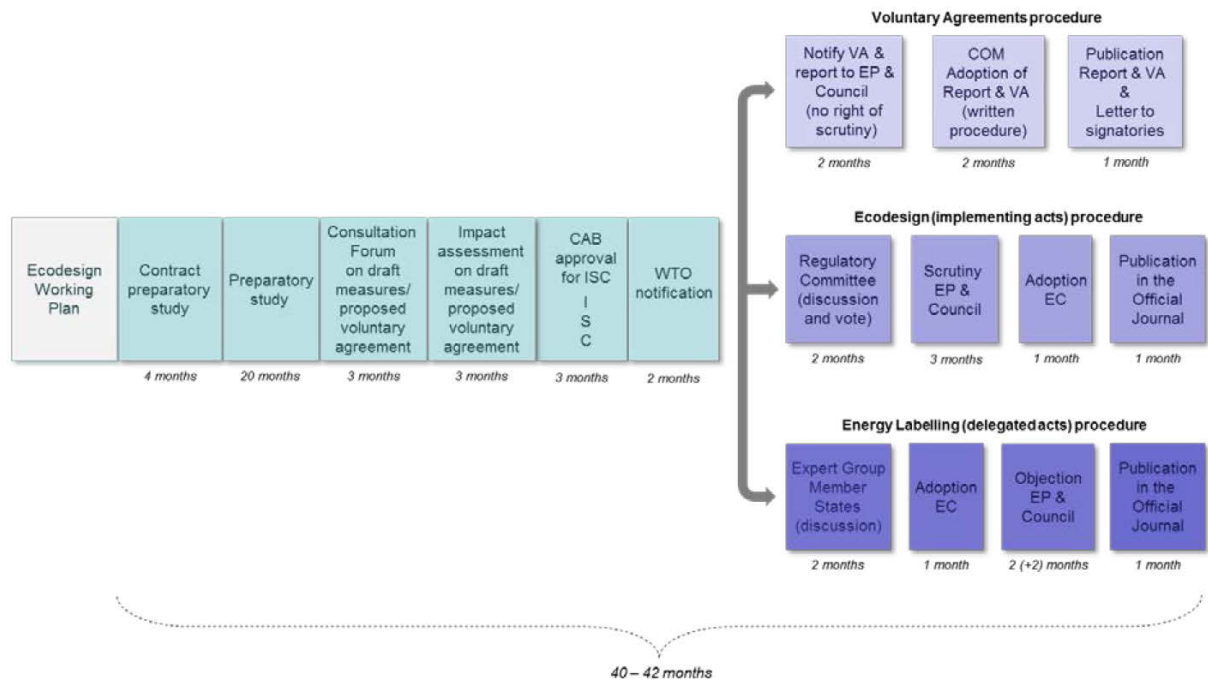 Voluntary Agreements procedure
Notify VA &
report to EP &
Council
(no right of
scrutiny)
COM
Adoption of
Report & VA
(written
procedure)
Publication
Report & VA
&
Letter to
signatories
2 months
2 months
1 month
Ecodesign
Working
Plan
Contract
preparatory
study
Preparatory
study
Consultation
Forum
on draft
measures/
proposed
voluntary
agreement
Impact
assessment
on draft
measures/
proposed
voluntary
agreement
CAB
approval
for ISC
I
S
C
WTO
notification
4 months
20 months
3 months
3 months
3 months
2 months
Ecodesign (implementing acts) procedure
Regulatory
Committee
(discussion
and vote)
Scrutiny
EP &
Council
Adoption
EC
Publication
in the
Official
Journal
2 months
3 months
1 month
1 month
Energy Labelling (delegated acts) procedure
Expert Group
Member
States
(discussion)
Adoption
EC
Objection
EP &
Council
Publication
in the
Official
Journal
2 months
1 month
2 (+2) months
1 month
40 – 42 months